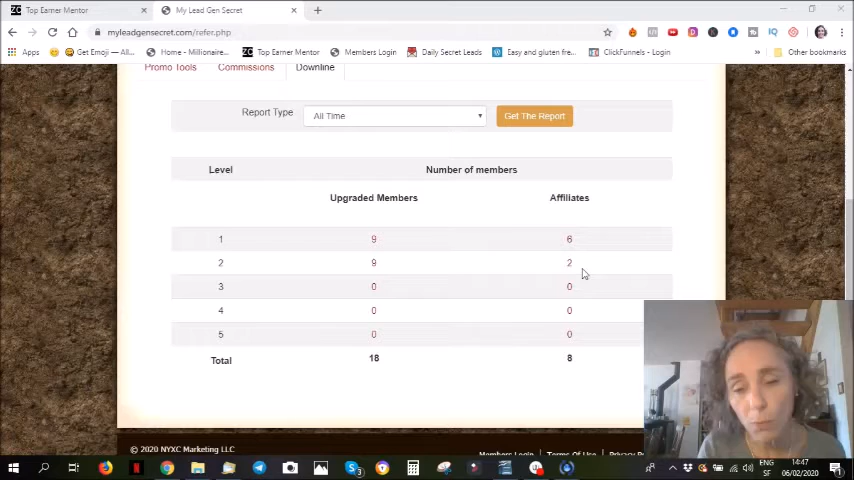 Top Earner Mentor
My Lead Gen Secret
myleadgensecret.com/refer.php
Apps Get Emoji — All... Home - Millionaire... Top Earner Mentor Members Login Daily Secret Leads Easy and gluten fre... ClickFunnels - Login » Other bookmarks
Promo Tools Commissions Downline
Report Type All Time Get The Report
Level Number of members
Upgraded Members Affiliates
1 9 6
2 9 2
3 0 0
4 0 0
5 0 0
Total 18 8
© 2020 NYXC Marketing LLC
Members Login Terms Of Use
ENG 14:47
SF 06/02/2020